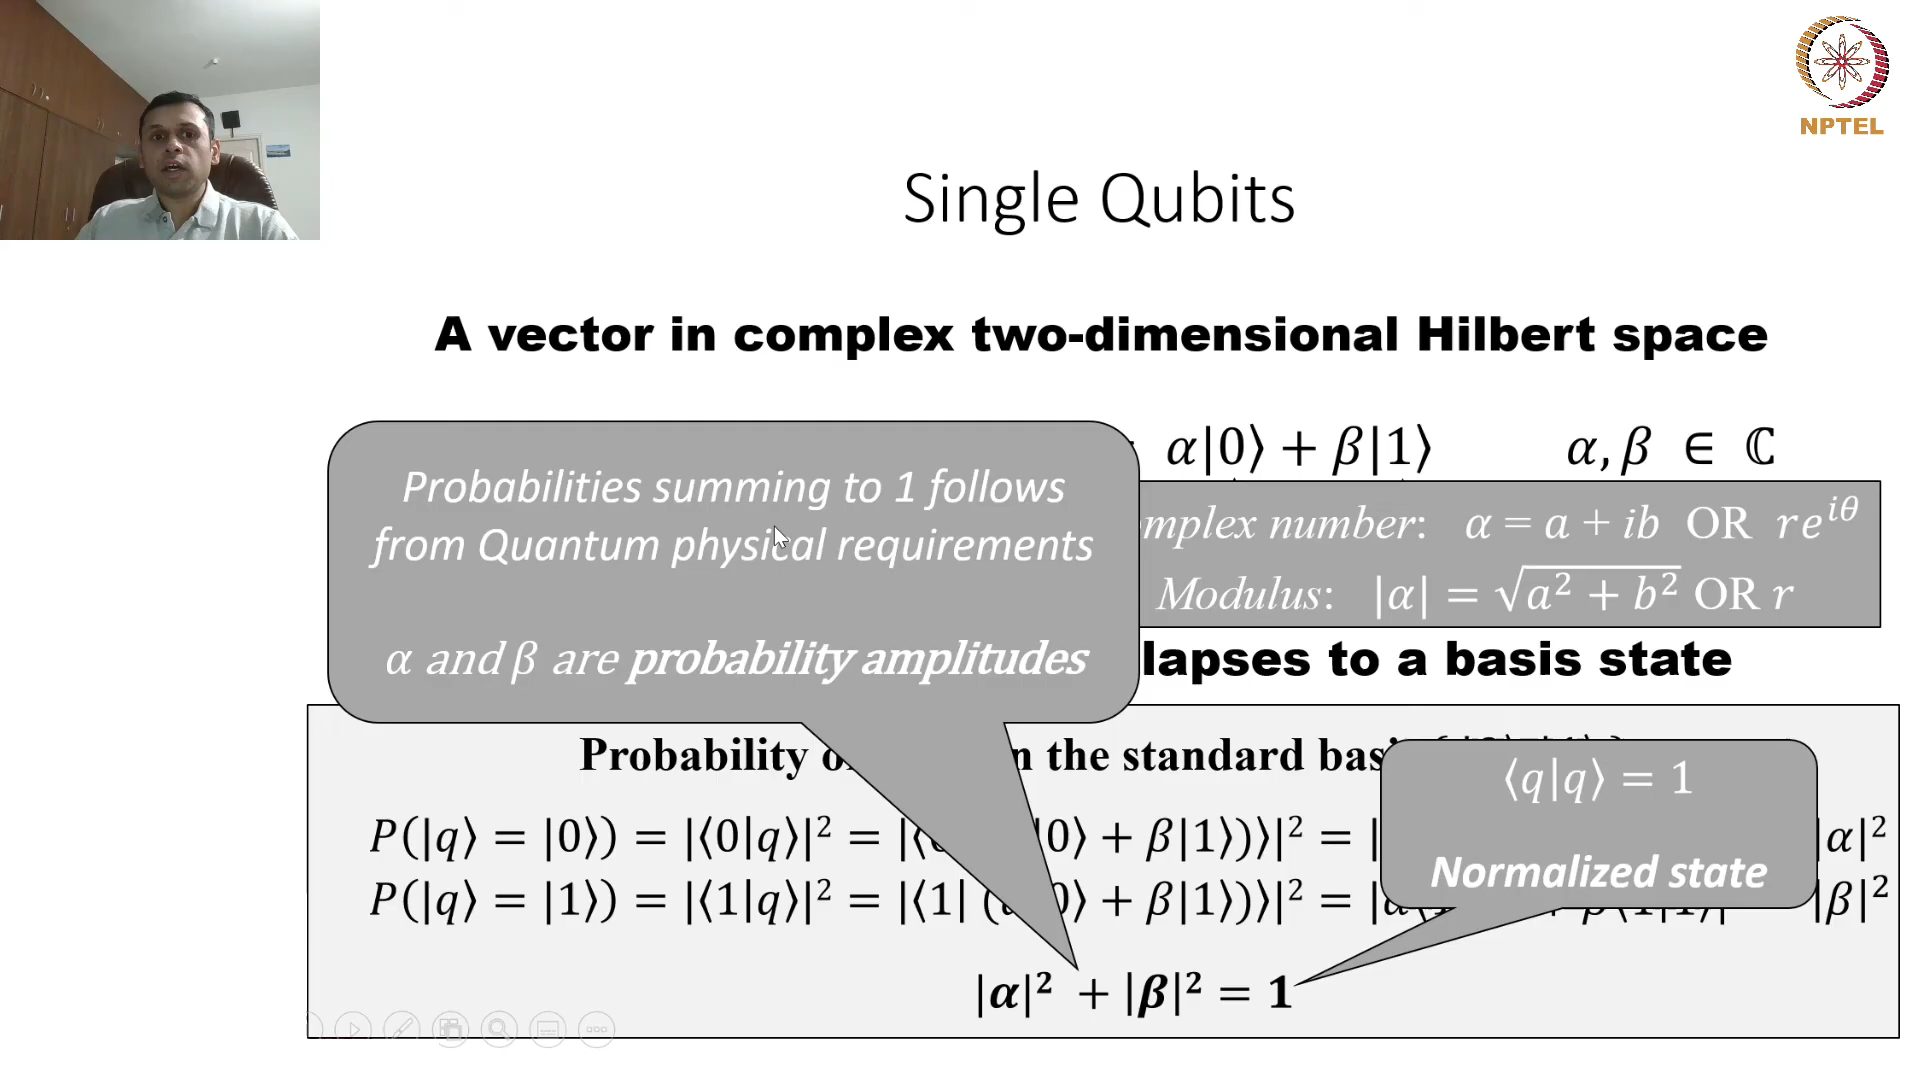 NPTEL
Single Qubits
A vector in complex two-dimensional Hilbert space
α|0⟩ + β|1⟩ α, β ∈ ℂ
Probabilities summing to 1 follows
from Quantum physical requirements
α and β are probability amplitudes
mplex number: α = a + ib OR re^{iθ}
Modulus: |α| = √(a² + b²) OR r
lapses to a basis state
Probability o n the standard bas
⟨q|q⟩ = 1
Normalized state
P(|q⟩ = |0⟩) = |⟨0|q⟩|² = |⟨ |0⟩ + β|1⟩)⟩|² = | |α|²
P(|q⟩ = |1⟩) = |⟨1|q⟩|² = |⟨1| ( 0⟩ + β|1⟩)⟩|² = |α |β|²
|α|² + |β|² = 1